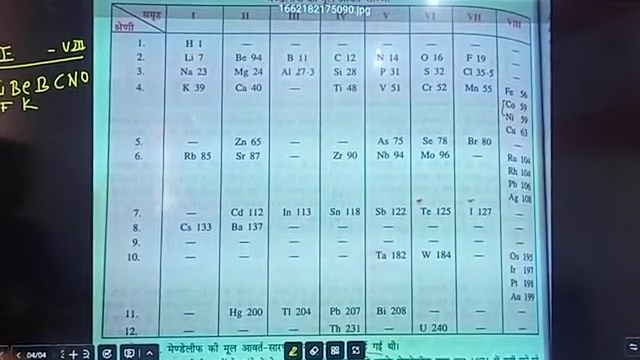 1662182175090.jpg
समूह I II III IV V VI VII VIII
श्रेणी
1. H 1 — — — — — — —
2. Li 7 Be 94 B 11 C 12 N 14 O 16 F 19 —
3. Na 23 Mg 24 Al 27·3 Si 28 P 31 S 32 Cl 35·5 —
4. K 39 Ca 40 — Ti 48 V 51 Cr 52 Mn 55 Fe 56
Co 59
Ni 59
Cu 63
5. — Zn 65 — — As 75 Se 78 Br 80 —
6. Rb 85 Sr 87 — Zr 90 Nb 94 Mo 96 — Ru 104
Rh 104
Pb 106
Ag 108
7. — Cd 112 In 113 Sn 118 Sb 122 Te 125 I 127 —
8. Cs 133 Ba 137 — — — — — —
9. — — — — — — — —
10. — — — — Ta 182 W 184 — Os 195
Ir 197
Pt 198
Au 199
11. — Hg 200 Tl 204 Pb 207 Bi 208 — — —
12. — — — Th 231 — U 240 — —
I - VIII
Be B C N O
F K
04/04
मेण्डेलीफ की मूल आवर्त-सार गई थी।